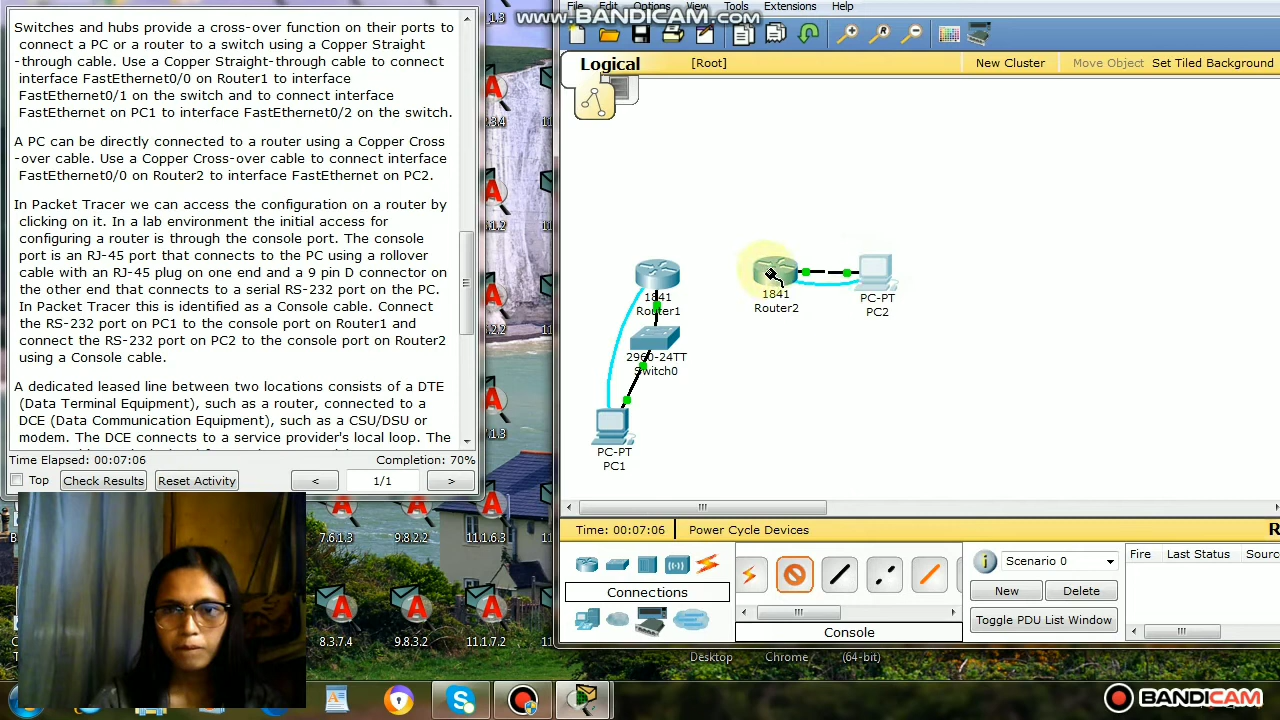 www.BANDICAM.com
File Edit Options View Tools Extensions Help
Switches and hubs provide a cross-over function on their ports to
connect a PC or a router to a switch using a Copper Straight
-through cable. Use a Copper Straight-through cable to connect
interface FastEthernet0/0 on Router1 to interface
FastEthernet0/1 on the switch and to connect interface
FastEthernet on PC1 to interface FastEthernet0/2 on the switch.
A PC can be directly connected to a router using a Copper Cross
-over cable. Use a Copper Cross-over cable to connect interface
FastEthernet0/0 on Router2 to interface FastEthernet on PC2.
In Packet Tracer we can access the configuration on a router by
clicking on it. In a lab environment the initial access for
configuring a router is through the console port. The console
port is an RJ-45 port that connects to the PC using a rollover
cable with an RJ-45 plug on one end and a 9 pin D connector on
the other end that connects to a serial RS-232 port on the PC.
In Packet Tracer this is identified as a Console cable. Connect
the RS-232 port on PC1 to the console port on Router1 and
connect the RS-232 port on PC2 to the console port on Router2
using a Console cable.
A dedicated leased line between two locations consists of a DTE
(Data Terminal Equipment), such as a router, connected to a
DCE (Data Communication Equipment), such as a CSU/DSU or
modem. The DCE connects to a service provider's local loop. The
Time Elapsed: 00:07:06 Completion: 70%
Top Check Results Reset Activity < 1/1 >
Logical [Root] New Cluster Move Object Set Tiled Background
1841
Router1
1841
Router2
PC-PT
PC2
2960-24TT
Switch0
PC-PT
PC1
Time: 00:07:06 Power Cycle Devices
Connections
Console
Scenario 0
New Delete
Toggle PDU List Window
Fire Last Status
7.6.1.3 9.8.2.2 11.1.6.3
8.3.7.4 9.8.3.2 11.1.7.2
Desktop Chrome (64-bit)
BANDICAM